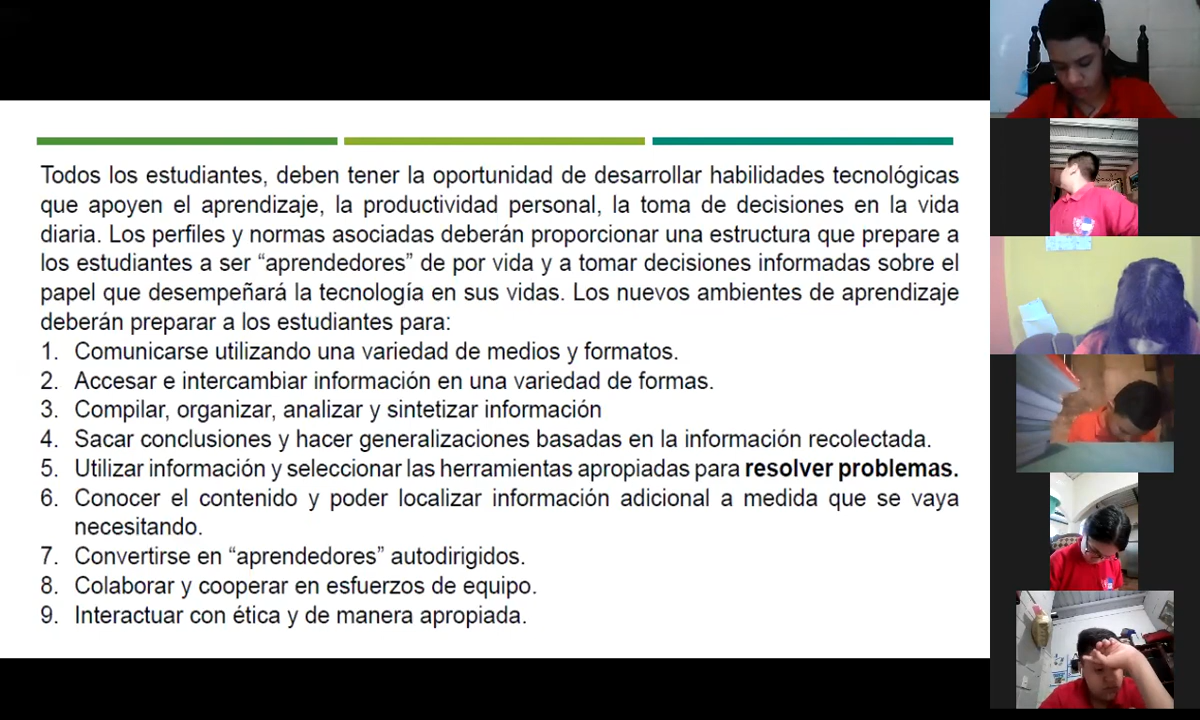 Todos los estudiantes, deben tener la oportunidad de desarrollar habilidades tecnológicas
que apoyen el aprendizaje, la productividad personal, la toma de decisiones en la vida
diaria. Los perfiles y normas asociadas deberán proporcionar una estructura que prepare a
los estudiantes a ser “aprendedores” de por vida y a tomar decisiones informadas sobre el
papel que desempeñará la tecnología en sus vidas. Los nuevos ambientes de aprendizaje
deberán preparar a los estudiantes para:
1. Comunicarse utilizando una variedad de medios y formatos.
2. Accesar e intercambiar información en una variedad de formas.
3. Compilar, organizar, analizar y sintetizar información
4. Sacar conclusiones y hacer generalizaciones basadas en la información recolectada.
5. Utilizar información y seleccionar las herramientas apropiadas para resolver problemas.
6. Conocer el contenido y poder localizar información adicional a medida que se vaya
necesitando.
7. Convertirse en “aprendedores” autodirigidos.
8. Colaborar y cooperar en esfuerzos de equipo.
9. Interactuar con ética y de manera apropiada.